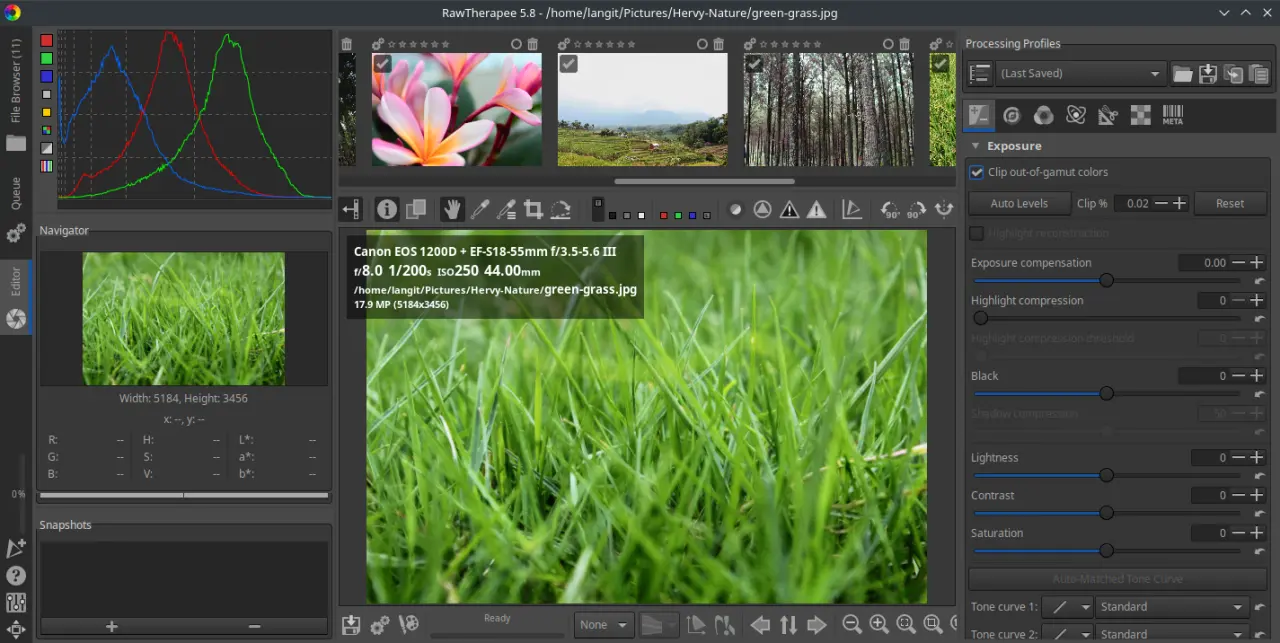 RawTherapee 5.8 - /home/langit/Pictures/Hervy-Nature/green-grass.jpg
File Browser (11)
Queue
Editor
0%
Navigator
Width: 5184, Height: 3456
x: --, y: --
R: -- H: -- L*: --
G: -- S: -- a*: --
B: -- V: -- b*: --
Snapshots
Canon EOS 1200D + EF-S18-55mm f/3.5-5.6 III
f/8.0 1/200s ISO250 44.00mm
/home/langit/Pictures/Hervy-Nature/green-grass.jpg
17.9 MP (5184x3456)
90° 90°
Ready
None
Processing Profiles
(Last Saved)
META
Exposure
Clip out-of-gamut colors
Auto Levels Clip % 0.02 Reset
Highlight reconstruction
Exposure compensation 0.00
Highlight compression 0
Highlight compression threshold 0
Black 0
Shadow compression 50
Lightness 0
Contrast 0
Saturation 0
Auto-Matched Tone Curve
Tone curve 1: Standard
Tone curve 2: Standard